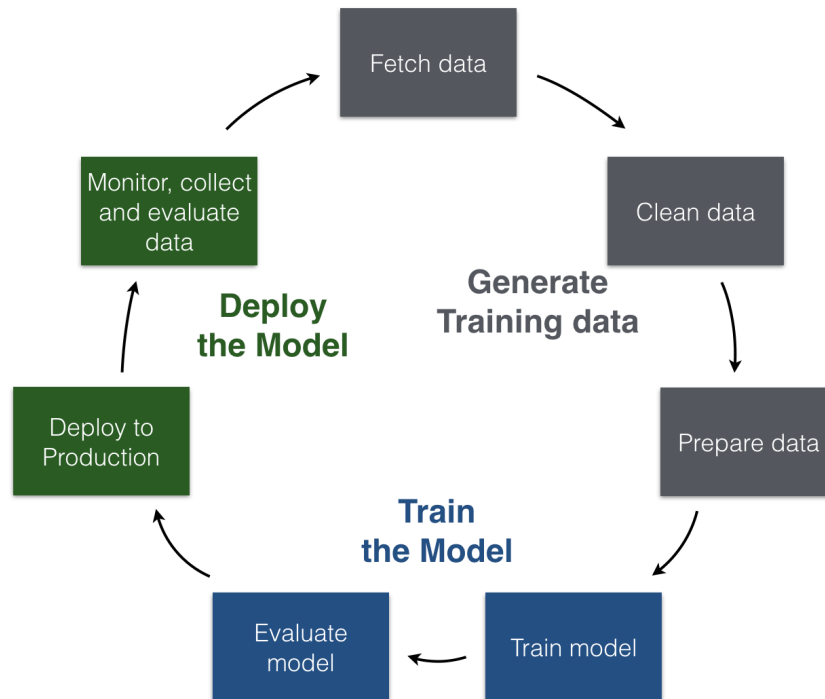 Fetch data
Clean data
Prepare data
Train model
Evaluate
model
Deploy to
Production
Monitor, collect
and evaluate
data
Generate
Training data
Train
the Model
Deploy
the Model